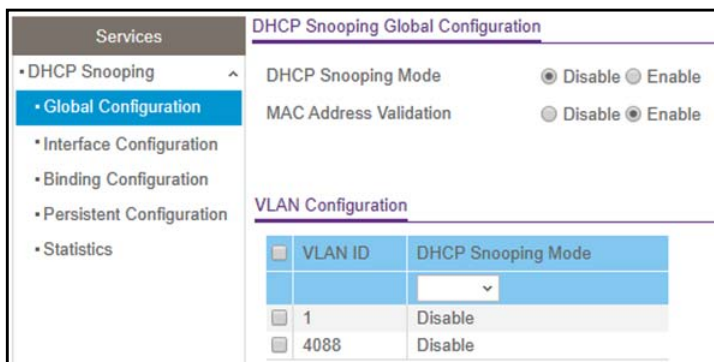 Services
DHCP Snooping
Global Configuration
Interface Configuration
Binding Configuration
Persistent Configuration
Statistics
DHCP Snooping Global Configuration
DHCP Snooping Mode Disable Enable
MAC Address Validation Disable Enable
VLAN Configuration
VLAN ID DHCP Snooping Mode
1 Disable
4088 Disable